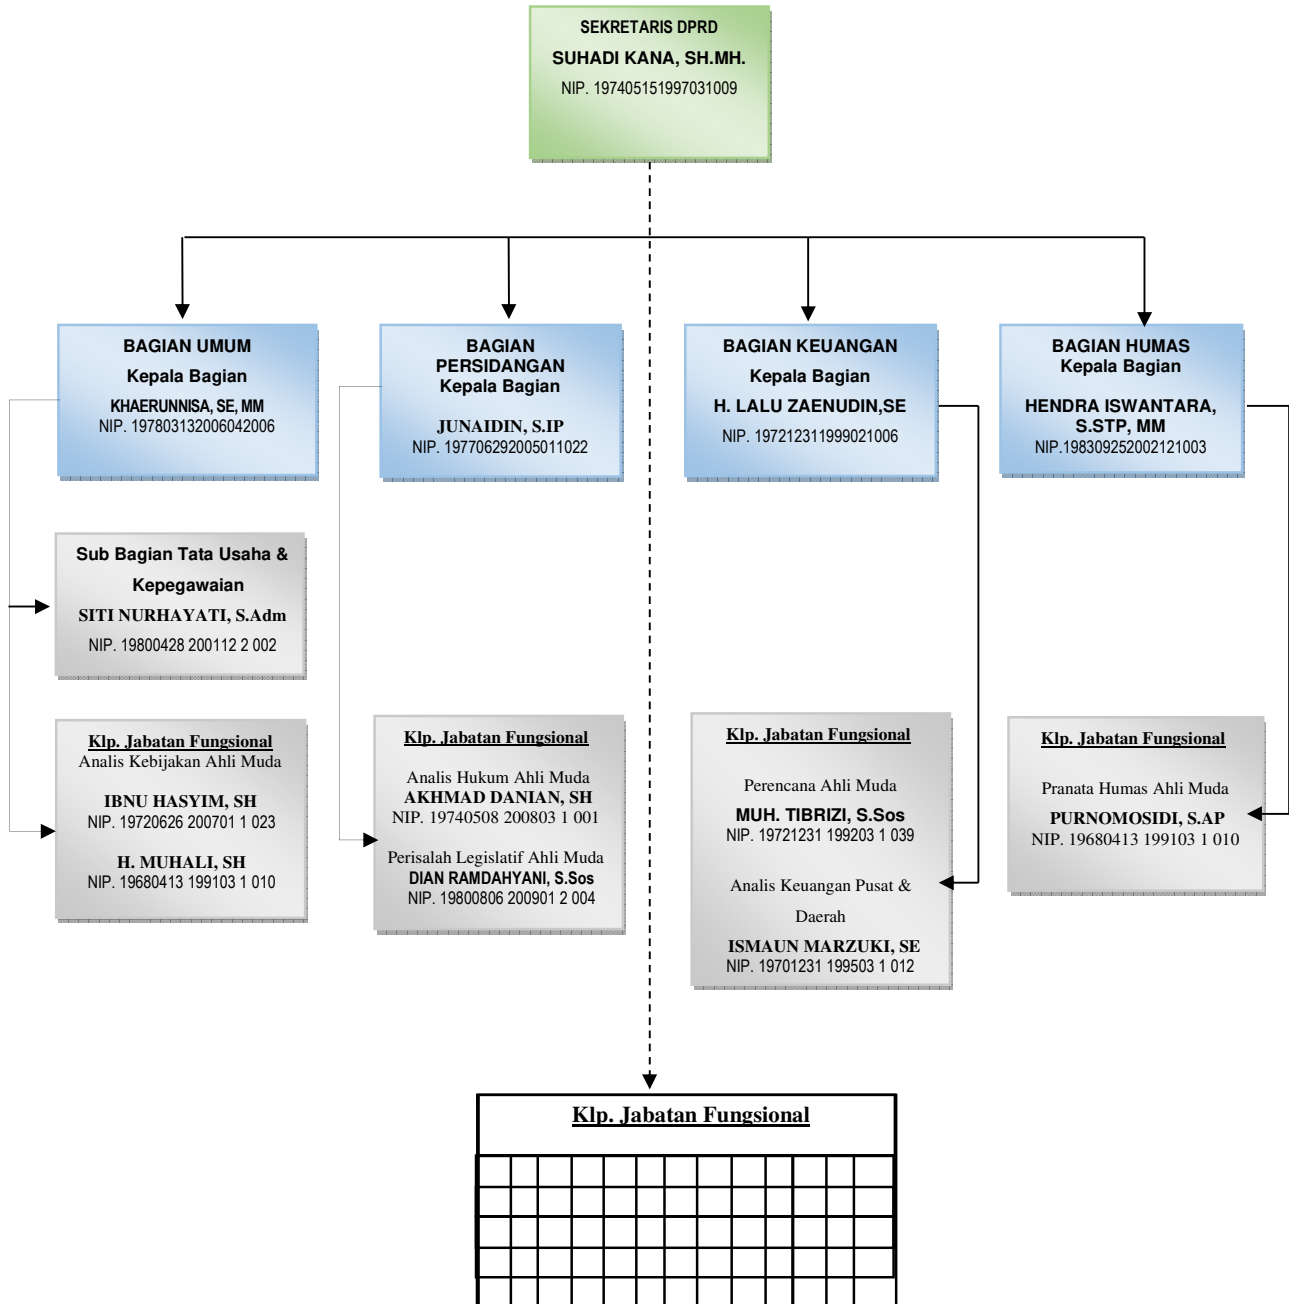 SEKRETARIS DPRD
SUHADI KANA, SH.MH.
NIP. 197405151997031009
BAGIAN UMUM
Kepala Bagian
KHAERUNNISA, SE, MM
NIP. 197803132006042006
BAGIAN
PERSIDANGAN
Kepala Bagian
JUNAIDIN, S.IP
NIP. 197706292005011022
BAGIAN KEUANGAN
Kepala Bagian
H. LALU ZAENUDIN,SE
NIP. 197212311999021006
BAGIAN HUMAS
Kepala Bagian
HENDRA ISWANTARA,
S.STP, MM
NIP.198309252002121003
Sub Bagian Tata Usaha &
Kepegawaian
SITI NURHAYATI, S.Adm
NIP. 19800428 200112 2 002
Klp. Jabatan Fungsional
Analis Kebijakan Ahli Muda
IBNU HASYIM, SH
NIP. 19720626 200701 1 023
H. MUHALI, SH
NIP. 19680413 199103 1 010
Klp. Jabatan Fungsional
Analis Hukum Ahli Muda
AKHMAD DANIAN, SH
NIP. 19740508 200803 1 001
Perisalah Legislatif Ahli Muda
DIAN RAMDAHYANI, S.Sos
NIP. 19800806 200901 2 004
Klp. Jabatan Fungsional
Perencana Ahli Muda
MUH. TIBRIZI, S.Sos
NIP. 19721231 199203 1 039
Analis Keuangan Pusat &
Daerah
ISMAUN MARZUKI, SE
NIP. 19701231 199503 1 012
Klp. Jabatan Fungsional
Pranata Humas Ahli Muda
PURNOMOSIDI, S.AP
NIP. 19680413 199103 1 010
Klp. Jabatan Fungsional